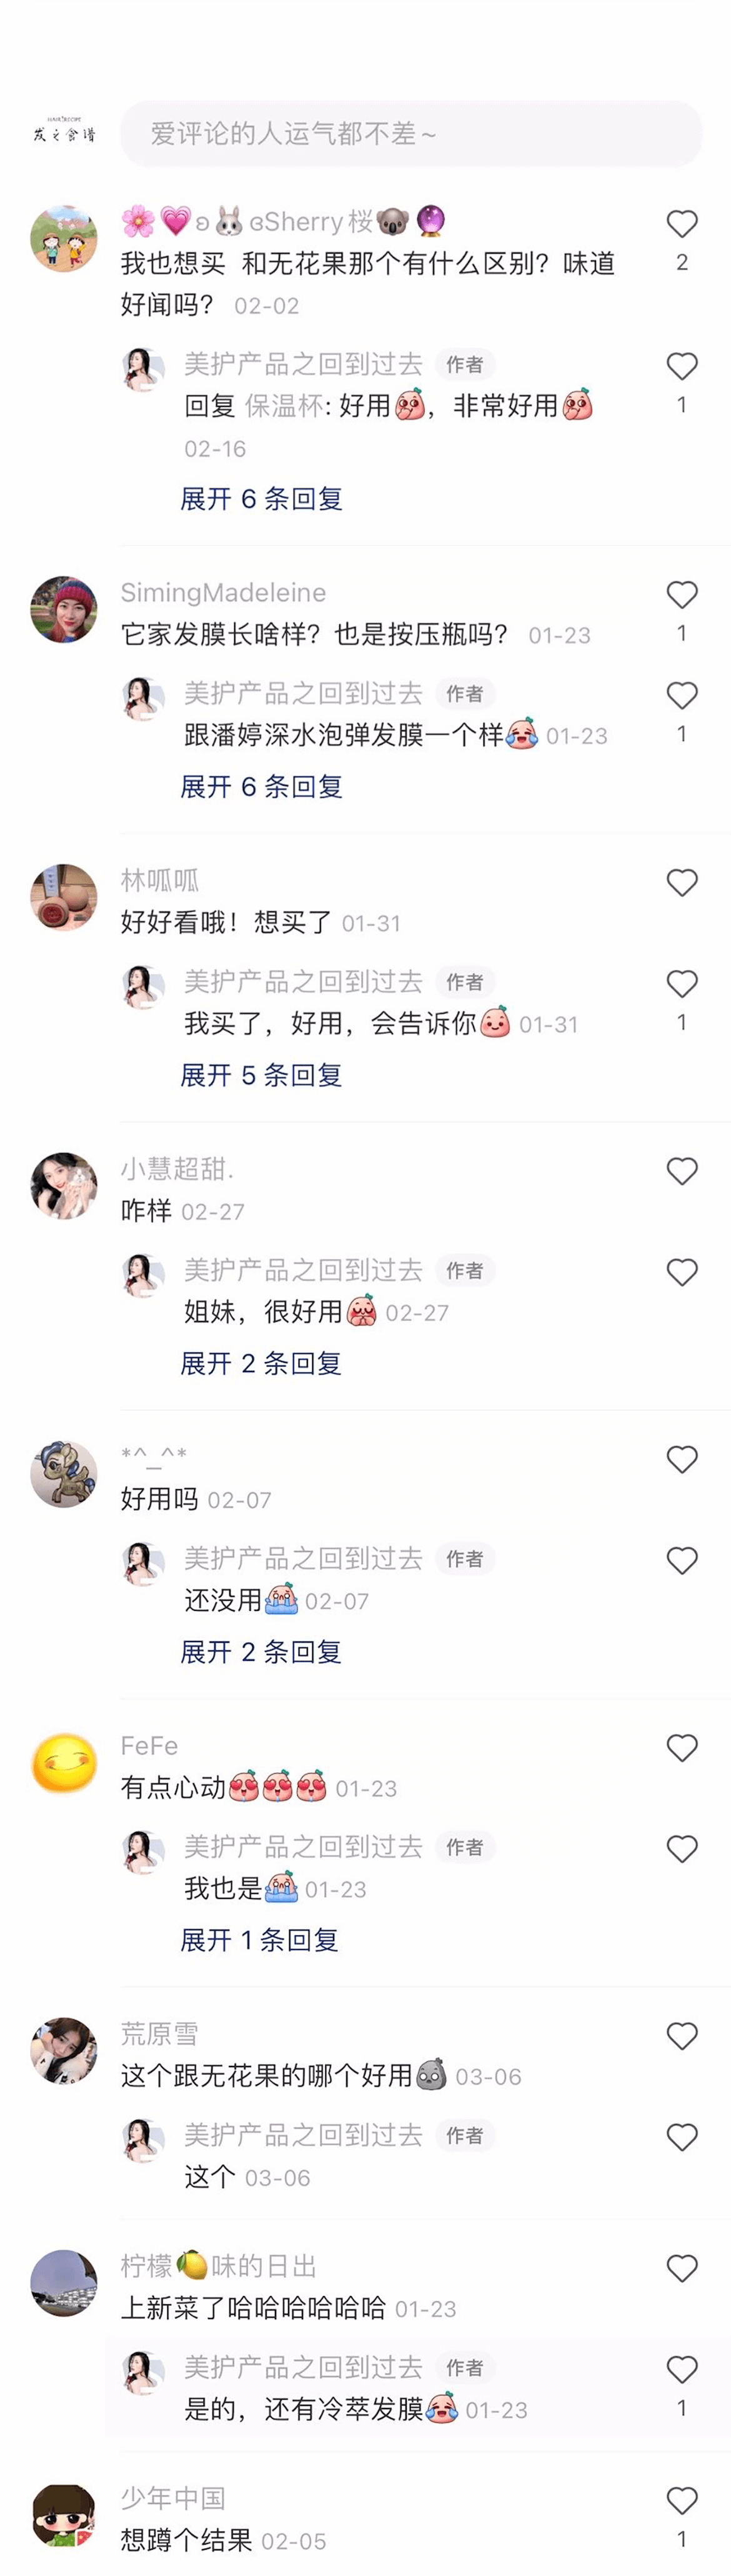 HAIR RECIPE
发之食谱
爱评论的人运气都不差~
🌸💗ʚ🐰ɞSherry桜🐨🔮
我也想买 和无花果那个有什么区别?味道
2
好闻吗? 02-02
美护产品之回到过去 作者
回复 保温杯: 好用,非常好用
1
02-16
展开 6 条回复
SimingMadeleine
它家发膜长啥样?也是按压瓶吗? 01-23
1
美护产品之回到过去 作者
跟潘婷深水泡弹发膜一个样 01-23
1
展开 6 条回复
林呱呱
好好看哦!想买了 01-31
美护产品之回到过去 作者
我买了,好用,会告诉你 01-31
1
展开 5 条回复
小慧超甜.
咋样 02-27
美护产品之回到过去 作者
姐妹,很好用 02-27
展开 2 条回复
*^_^*
好用吗 02-07
美护产品之回到过去 作者
还没用 02-07
展开 2 条回复
FeFe
有点心动 01-23
美护产品之回到过去 作者
我也是 01-23
展开 1 条回复
荒原雪
这个跟无花果的哪个好用 03-06
美护产品之回到过去 作者
这个 03-06
柠檬🍋味的日出
上新菜了哈哈哈哈哈哈 01-23
美护产品之回到过去 作者
是的,还有冷萃发膜 01-23
1
少年中国
想蹲个结果 02-05
1